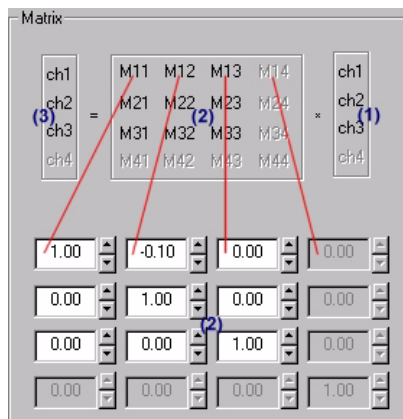 Matrix
ch1 M11 M12 M13 M14 ch1
ch2 M21 M22 M23 M24 ch2
(3) = (2) * (1)
ch3 M31 M32 M33 M34 ch3
ch4 M41 M42 M43 M44 ch4
1.00 -0.10 0.00 0.00
0.00 1.00 0.00 0.00
(2)
0.00 0.00 1.00 0.00
0.00 0.00 0.00 1.00